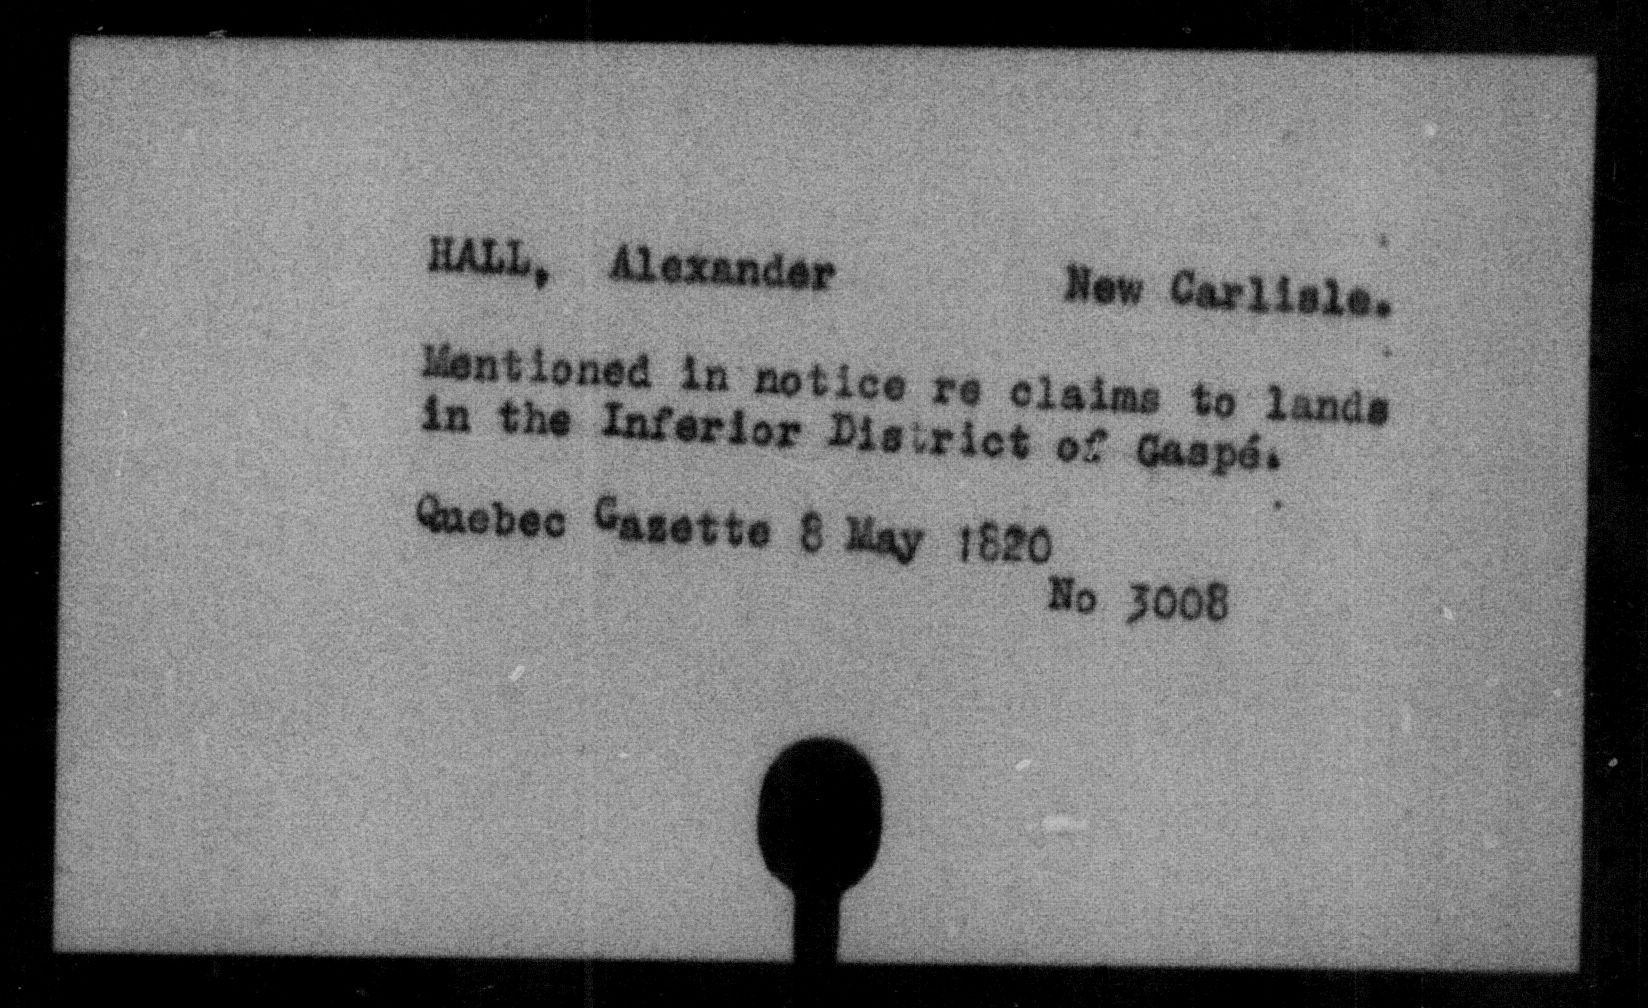 HALL, Alexander New Carlisle.
Mentioned in notice re claims to lands
in the Inferior District of Gaspé.
Quebec Gazette 8 May 1820
No 3008